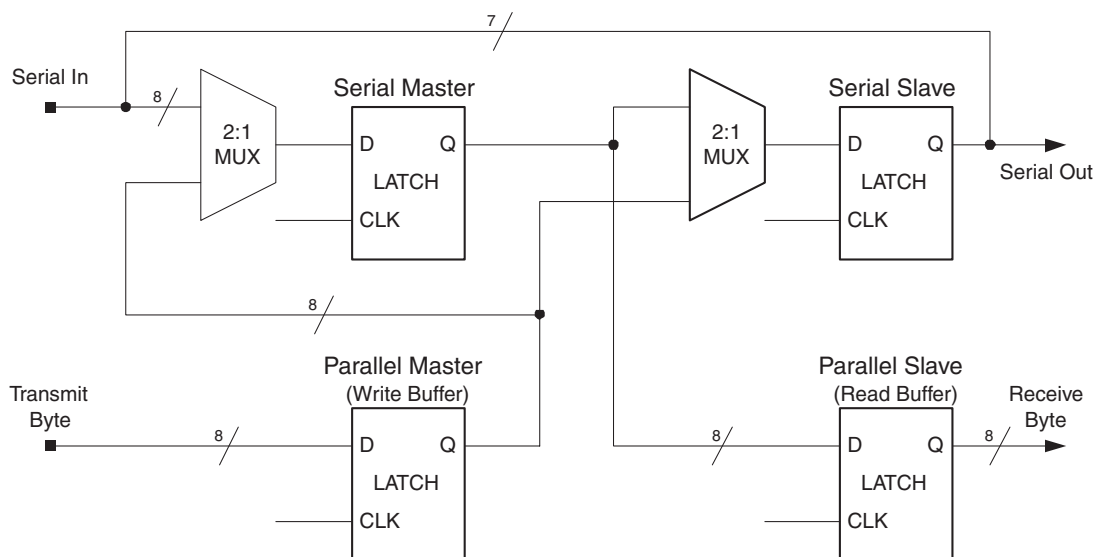 7
Serial In
8
2:1
MUX
Serial Master
D Q
LATCH
CLK
2:1
MUX
Serial Slave
D Q
LATCH
CLK
Serial Out
8
Transmit
Byte
8
Parallel Master
(Write Buffer)
D Q
LATCH
CLK
8
Parallel Slave
(Read Buffer)
D Q
LATCH
CLK
8
Receive
Byte